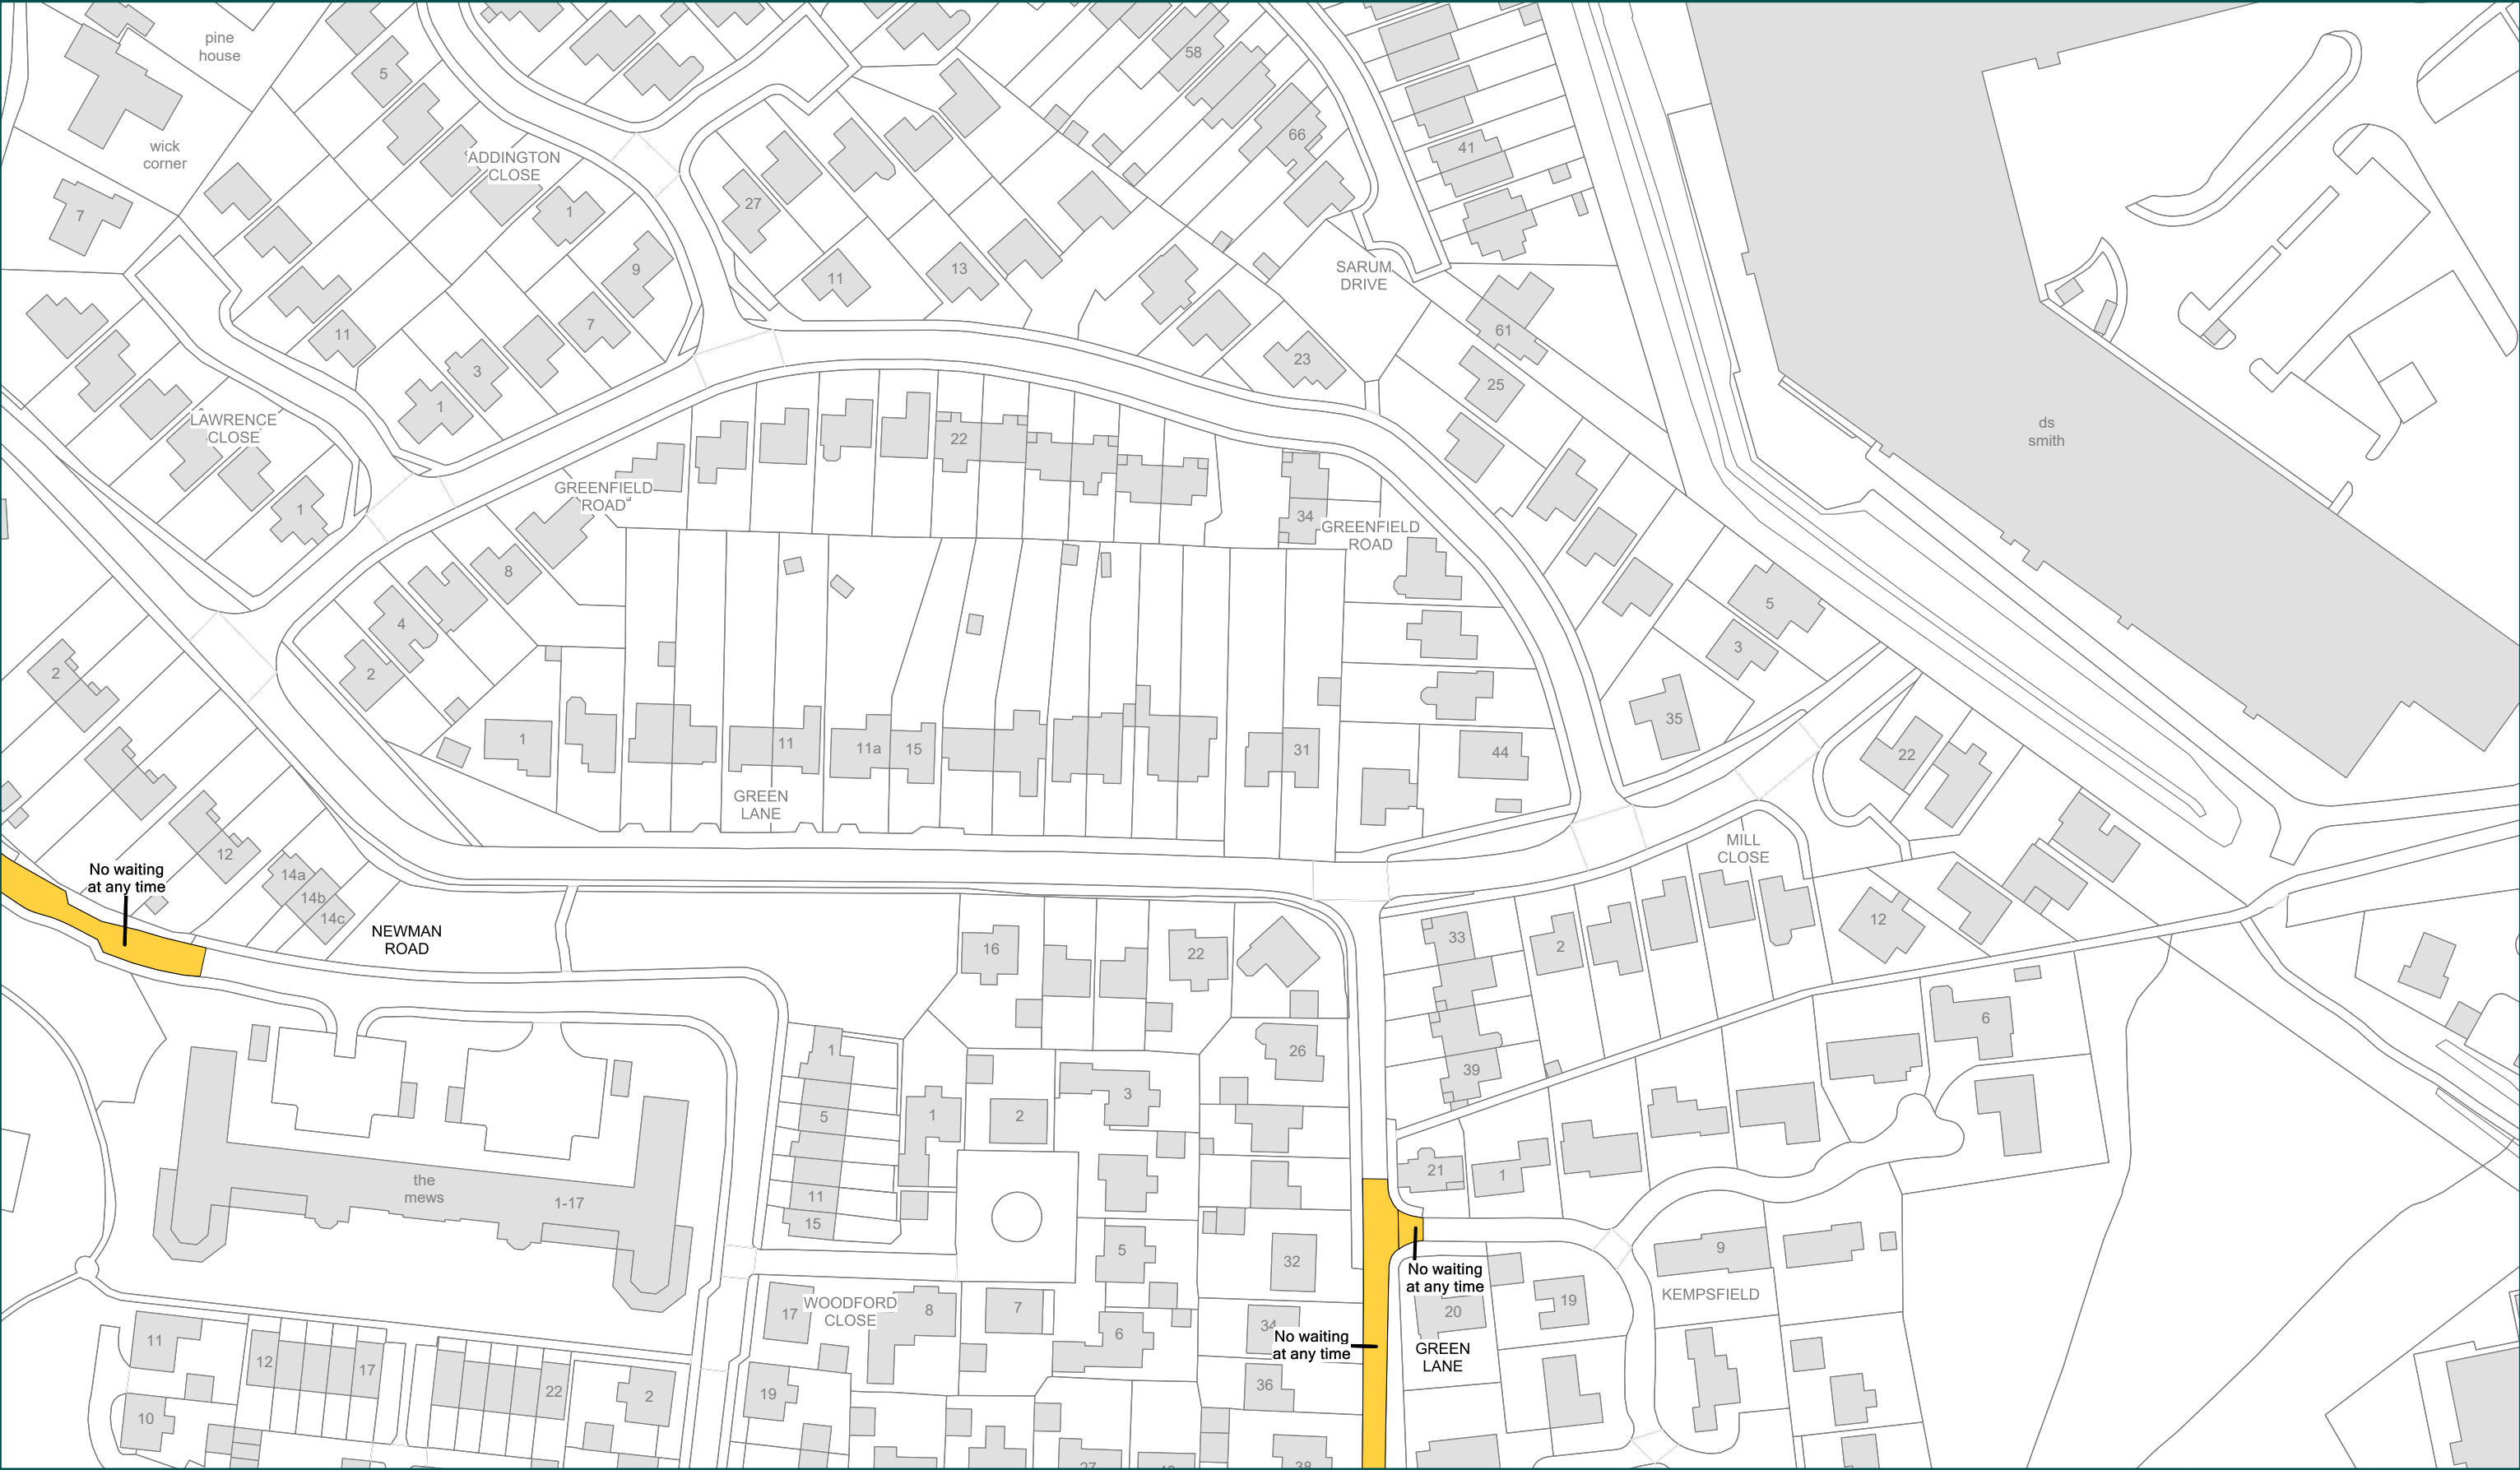 pine
house
5
58
66
41
wick
corner
ADDINGTON
CLOSE
7
1
27
9
11
13
SARUM
DRIVE
11
7
61
3
23
25
1
LAWRENCE
CLOSE
22
ds
smith
GREENFIELD
ROAD
1
34
GREENFIELD
ROAD
8
4
5
2
2
3
35
1
11
11a
15
31
44
22
GREEN
LANE
12
MILL
CLOSE
No waiting
at any time
14a
14b
14c
NEWMAN
ROAD
16
22
33
2
12
6
1
26
39
5
1
2
3
the
mews
1-17
11
15
21
1
5
32
9
No waiting
at any time
KEMPSFIELD
17
WOODFORD
CLOSE
8
7
6
34
20
19
No waiting
at any time
GREEN
LANE
11
12
17
22
2
19
36
10
27
38